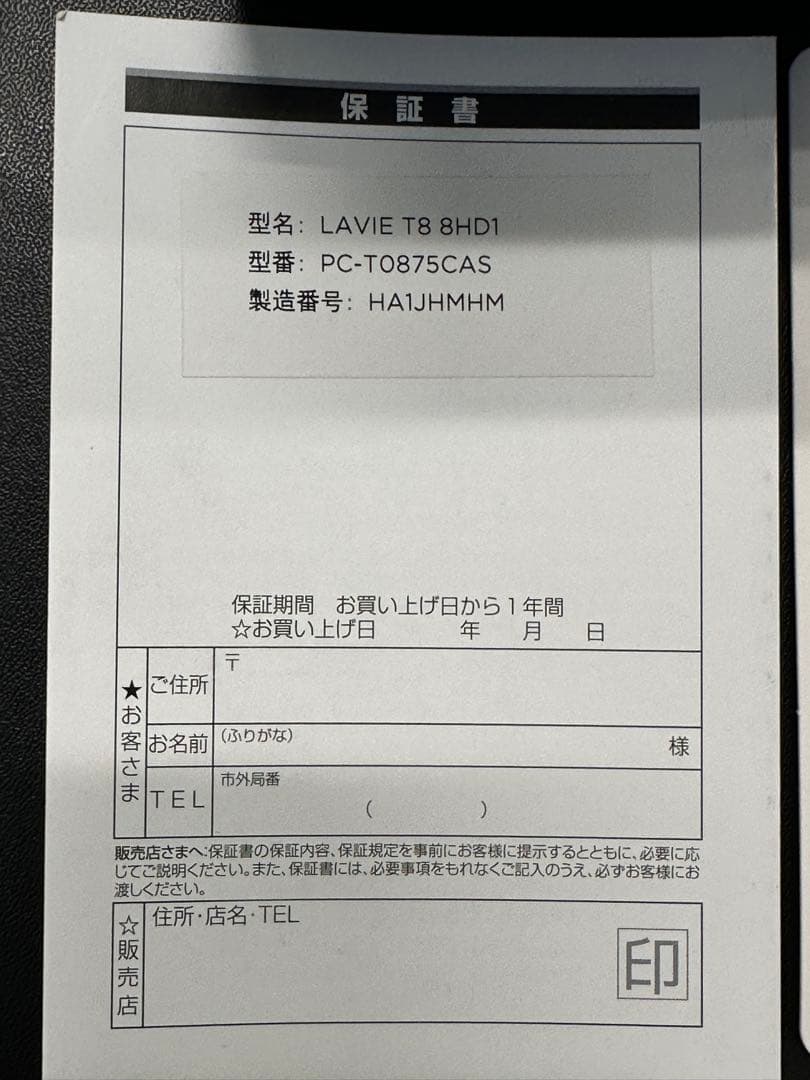 保証書
型名: LAVIE T8 8HD1
型番: PC-T0875CAS
製造番号: HA1JHMHM
保証期間 お買い上げ日から1年間
☆お買い上げ日 年 月 日
★お客さま
ご住所 〒
お名前 (ふりがな) 様
TEL 市外局番 ( )
販売店さまへ:保証書の保証内容、保証規定を事前にお客様に提示するとともに、必要に応
じてご説明ください。また、保証書には、必要事項をもれなくご記入のうえ、必ずお客様にお
渡しください。
☆販売店
住所・店名・TEL
印